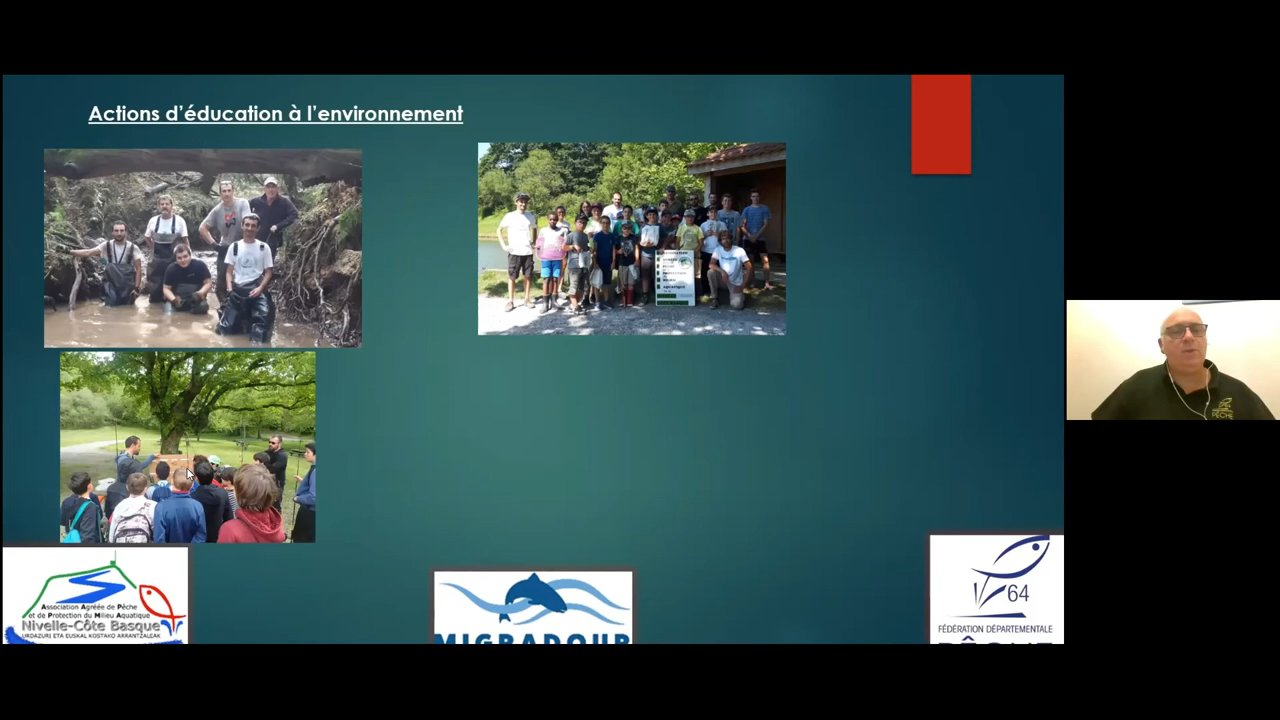 Actions d'éducation à l'environnement
Association Agréée de Pêche
et de Protection du Milieu Aquatique
Nivelle-Côte Basque
URDAZURI ETA EUSKAL KOSTAKO ARRANTZALEAK
MIGRADOUR
64
FÉDÉRATION DÉPARTEMENTALE
PÊCHE